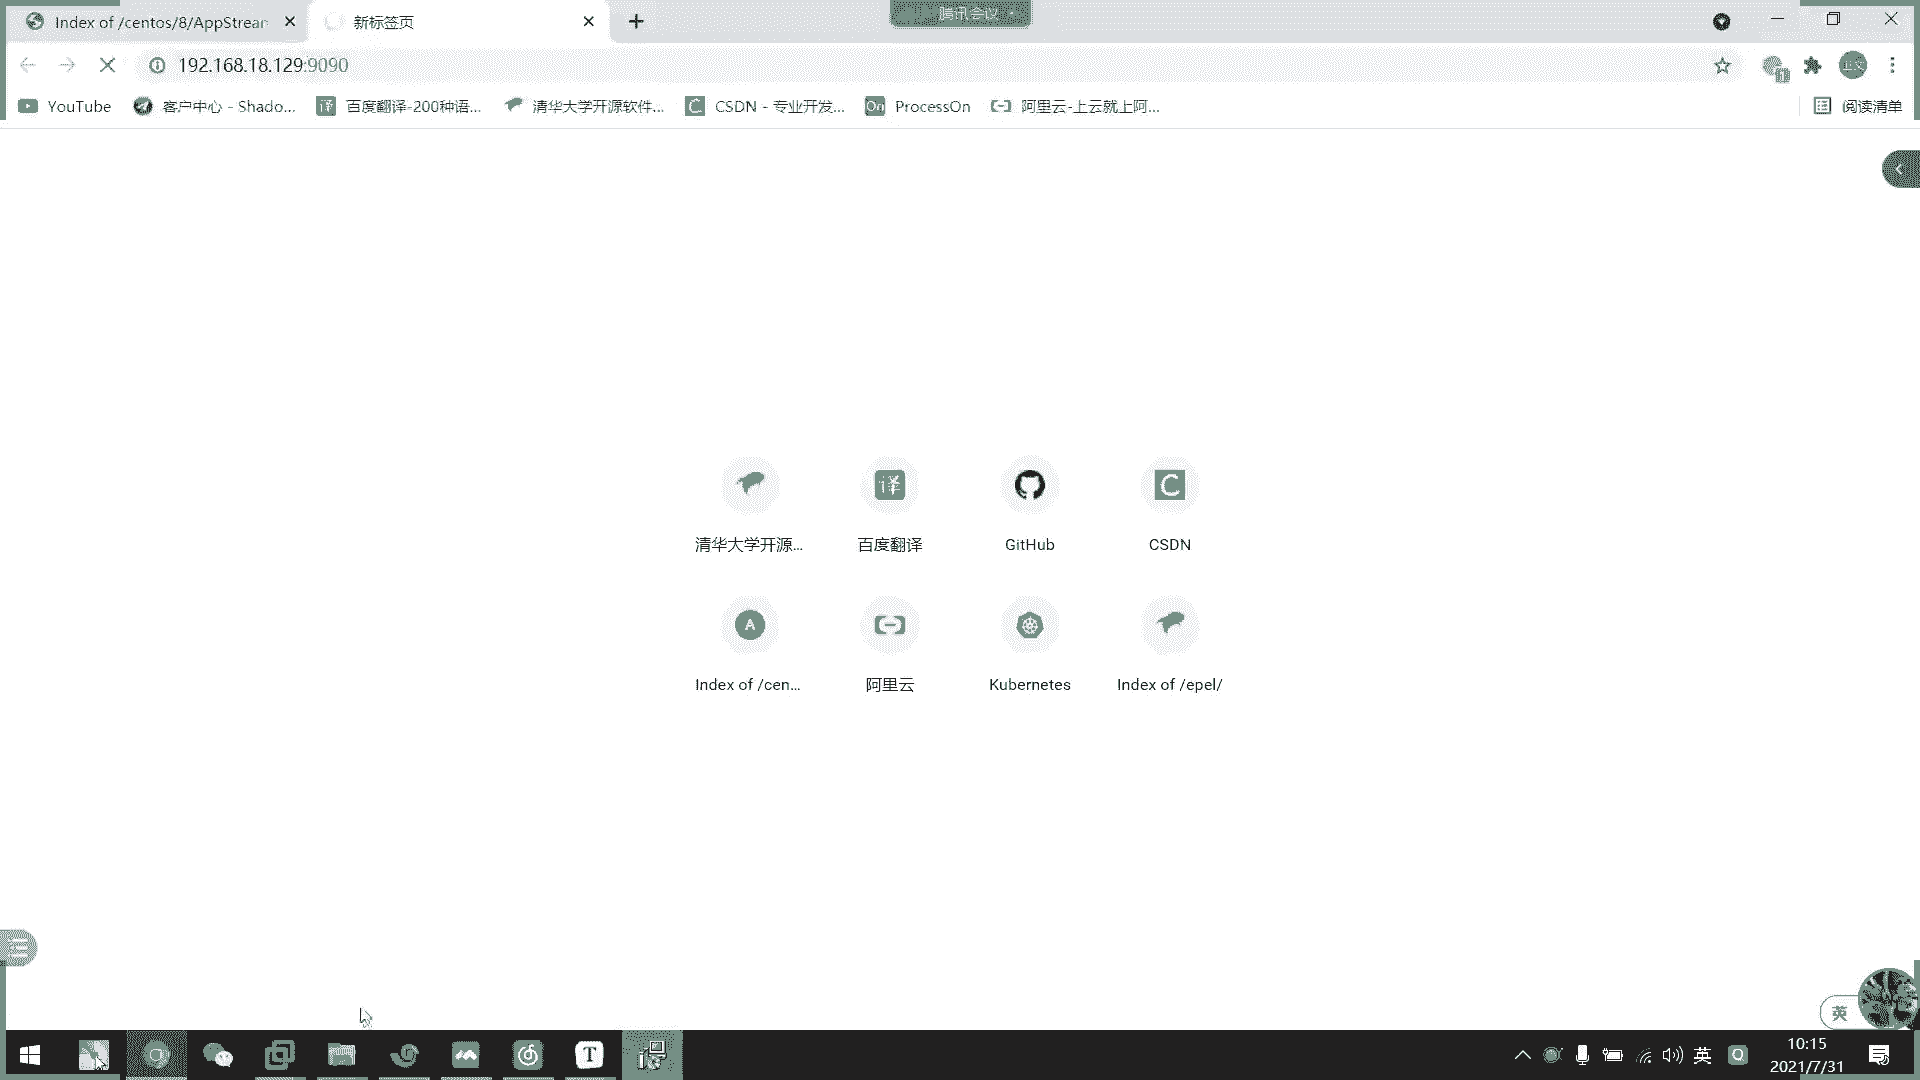 Index of /centos/8/AppStrear
新标签页
腾讯会议
192.168.18.129:9090
YouTube
客户中心 - Shado...
百度翻译-200种语...
清华大学开源软件...
CSDN - 专业开发...
ProcessOn
阿里云-上云就上阿...
阅读清单
清华大学开源...
百度翻译
GitHub
CSDN
Index of /cen...
阿里云
Kubernetes
Index of /epel/
英
英
10:15
2021/7/31